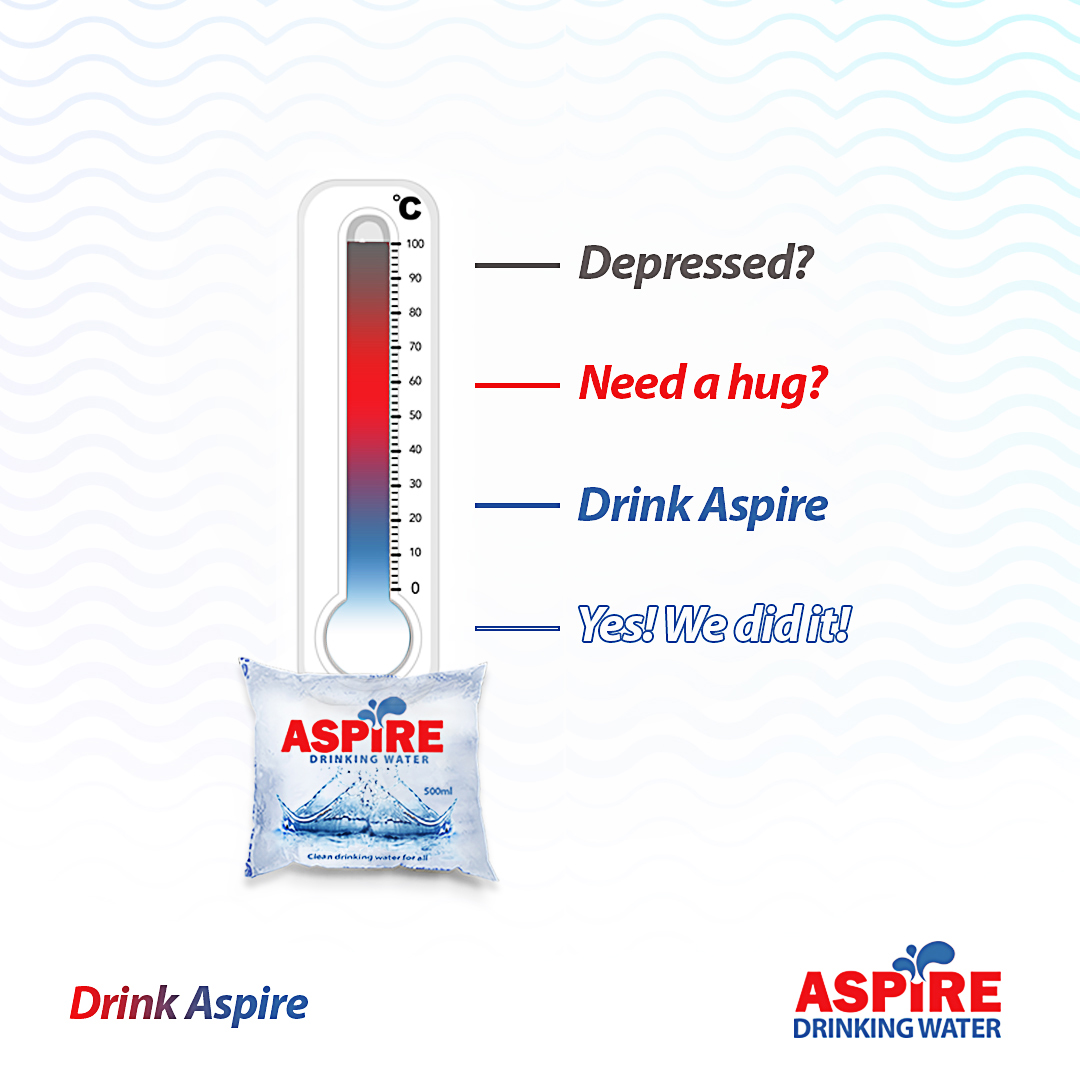 °C
100
90
80
70
60
50
40
30
20
10
0
Depressed?
Need a hug?
Drink Aspire
Yes! We did it!
ASPiRE
DRINKING WATER
500ml
Clean drinking water for all
Drink Aspire
ASPiRE
DRINKING WATER